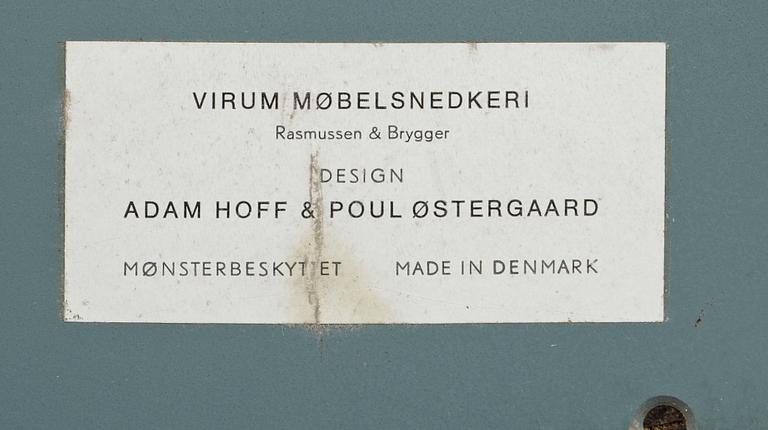 VIRUM MØBELSNEDKERI
Rasmussen & Brygger
DESIGN
ADAM HOFF & POUL ØSTERGAARD
MØNSTERBESKYTTET MADE IN DENMARK